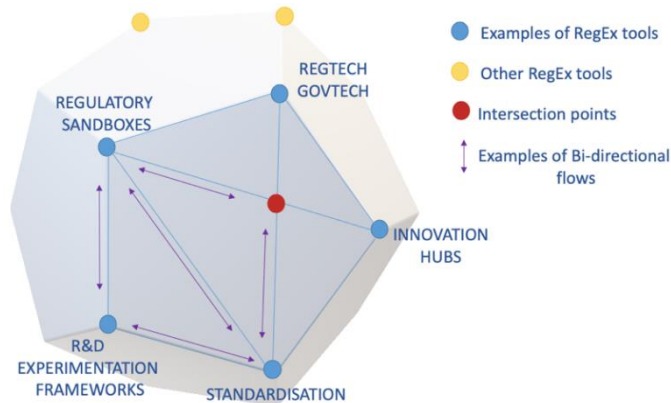 REGTECH
GOVTECH
REGULATORY
SANDBOXES
INNOVATION
HUBS
R&D
EXPERIMENTATION
FRAMEWORKS
STANDARDISATION
Examples of RegEx tools
Other RegEx tools
Intersection points
Examples of Bi-directional
flows